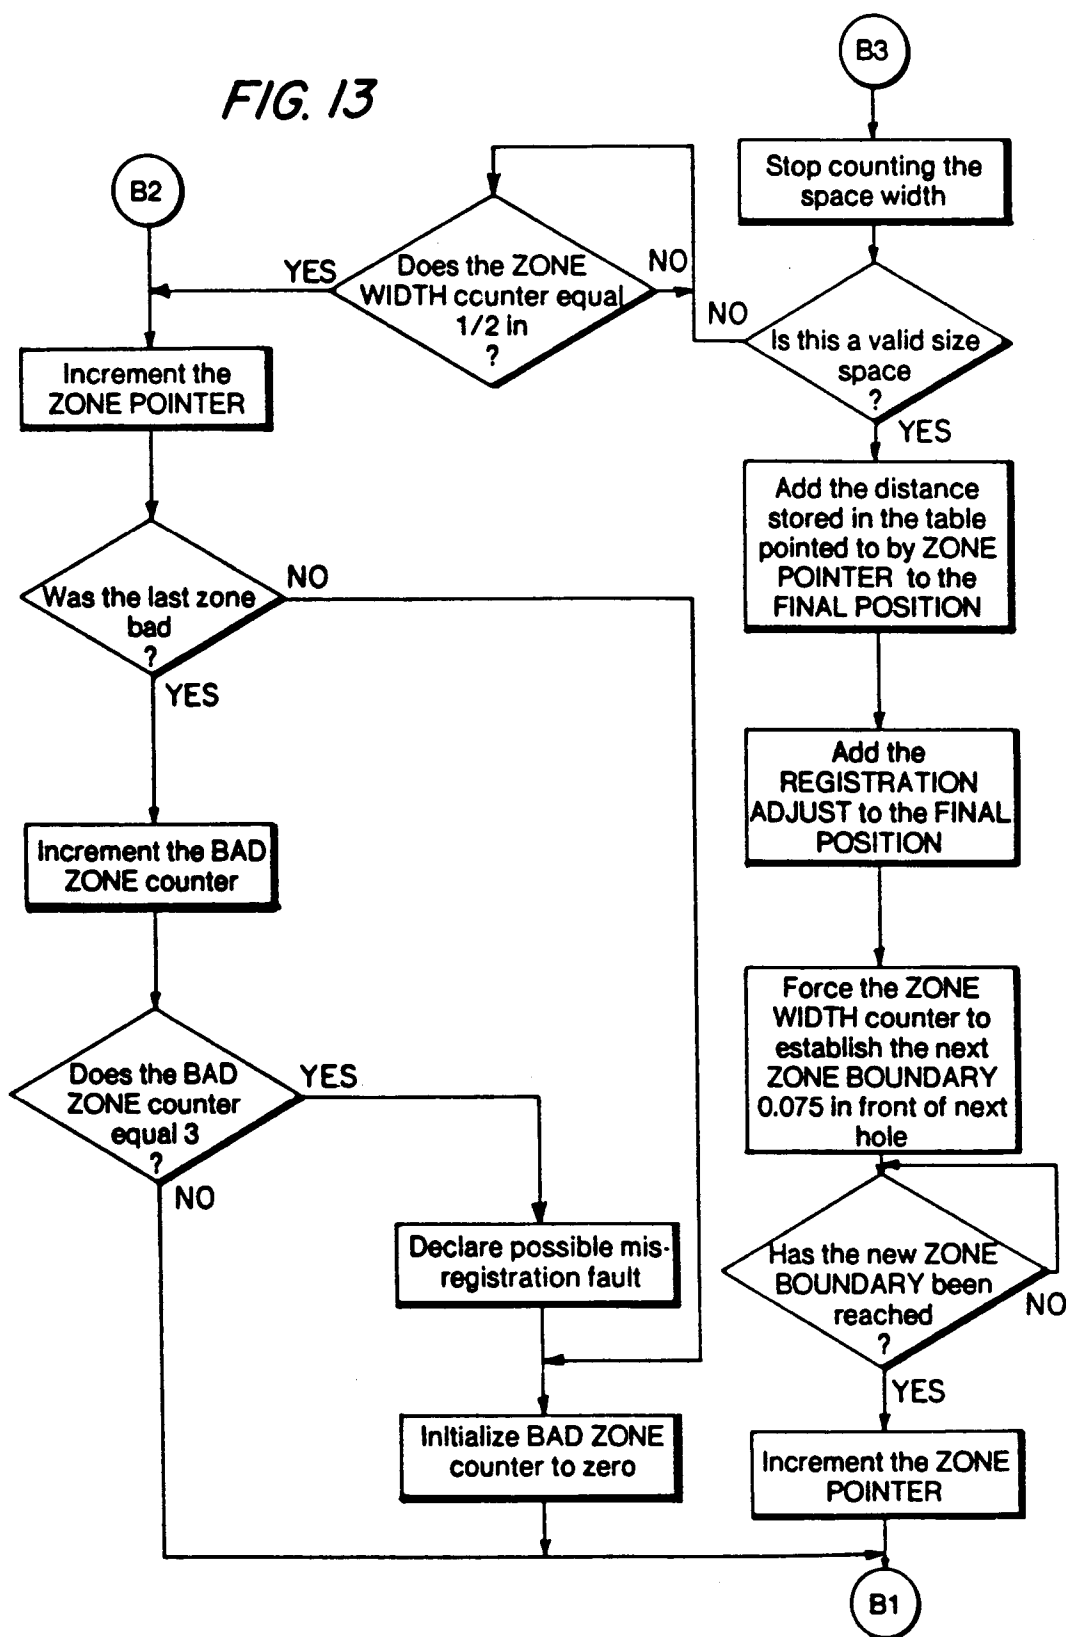 FIG. 13
B3
Stop counting the
space width
B2
Does the ZONE
WIDTH ccunter equal
1/2 in
?
YES
NO
Is this a valid size
space
?
NO
YES
Increment the
ZONE POINTER
Add the distance
stored in the table
pointed to by ZONE
POINTER to the
FINAL POSITION
Was the last zone
bad
?
NO
YES
Add the
REGISTRATION
ADJUST to the FINAL
POSITION
Increment the BAD
ZONE counter
Force the ZONE
WIDTH counter to
establish the next
ZONE BOUNDARY
0.075 in front of next
hole
Does the BAD
ZONE counter
equal 3
?
YES
NO
Declare possible mis-
registration fault
Has the new ZONE
BOUNDARY been
reached
?
NO
YES
Initialize BAD ZONE
counter to zero
Increment the ZONE
POINTER
B1